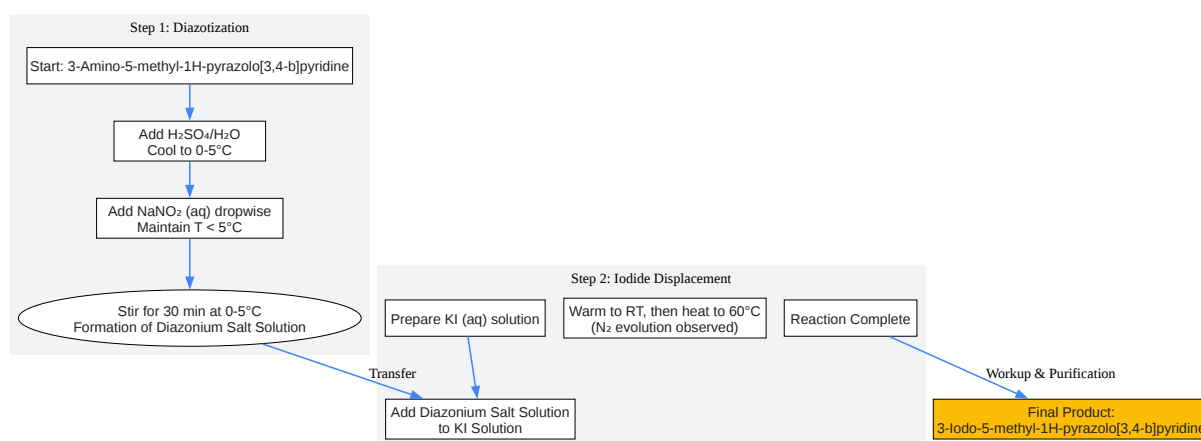 Step 1: Diazotization
Start: 3-Amino-5-methyl-1H-pyrazolo[3,4-b]pyridine
Add H₂SO₄/H₂O
Cool to 0-5°C
Add NaNO₂ (aq) dropwise
Maintain T < 5°C
Stir for 30 min at 0-5°C
Formation of Diazonium Salt Solution
Transfer
Step 2: Iodide Displacement
Prepare KI (aq) solution
Warm to RT, then heat to 60°C
(N₂ evolution observed)
Reaction Complete
Add Diazonium Salt Solution
to KI Solution
Workup & Purification
Final Product:
3-Iodo-5-methyl-1H-pyrazolo[3,4-b]pyridine